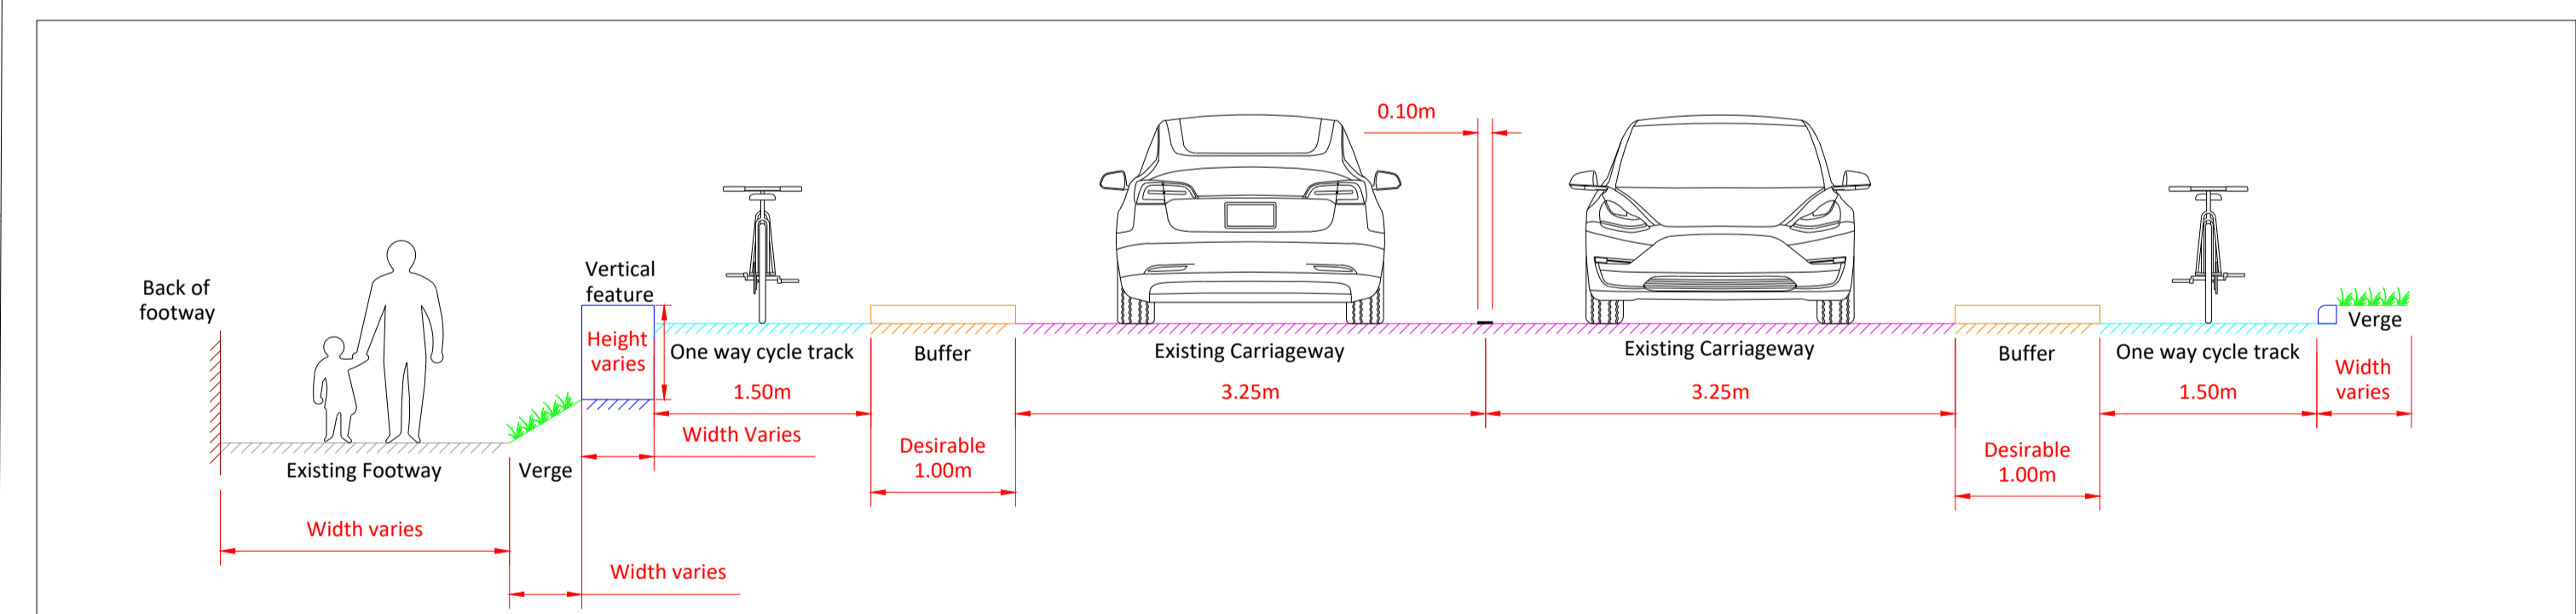 0.10m
Back of
footway
Vertical
feature
Height
varies
One way cycle track
Buffer
Existing Carriageway
Existing Carriageway
Buffer
One way cycle track
Verge
1.50m
3.25m
3.25m
1.50m
Width
varies
Width Varies
Desirable
1.00m
Desirable
1.00m
Existing Footway
Verge
Width varies
Width varies